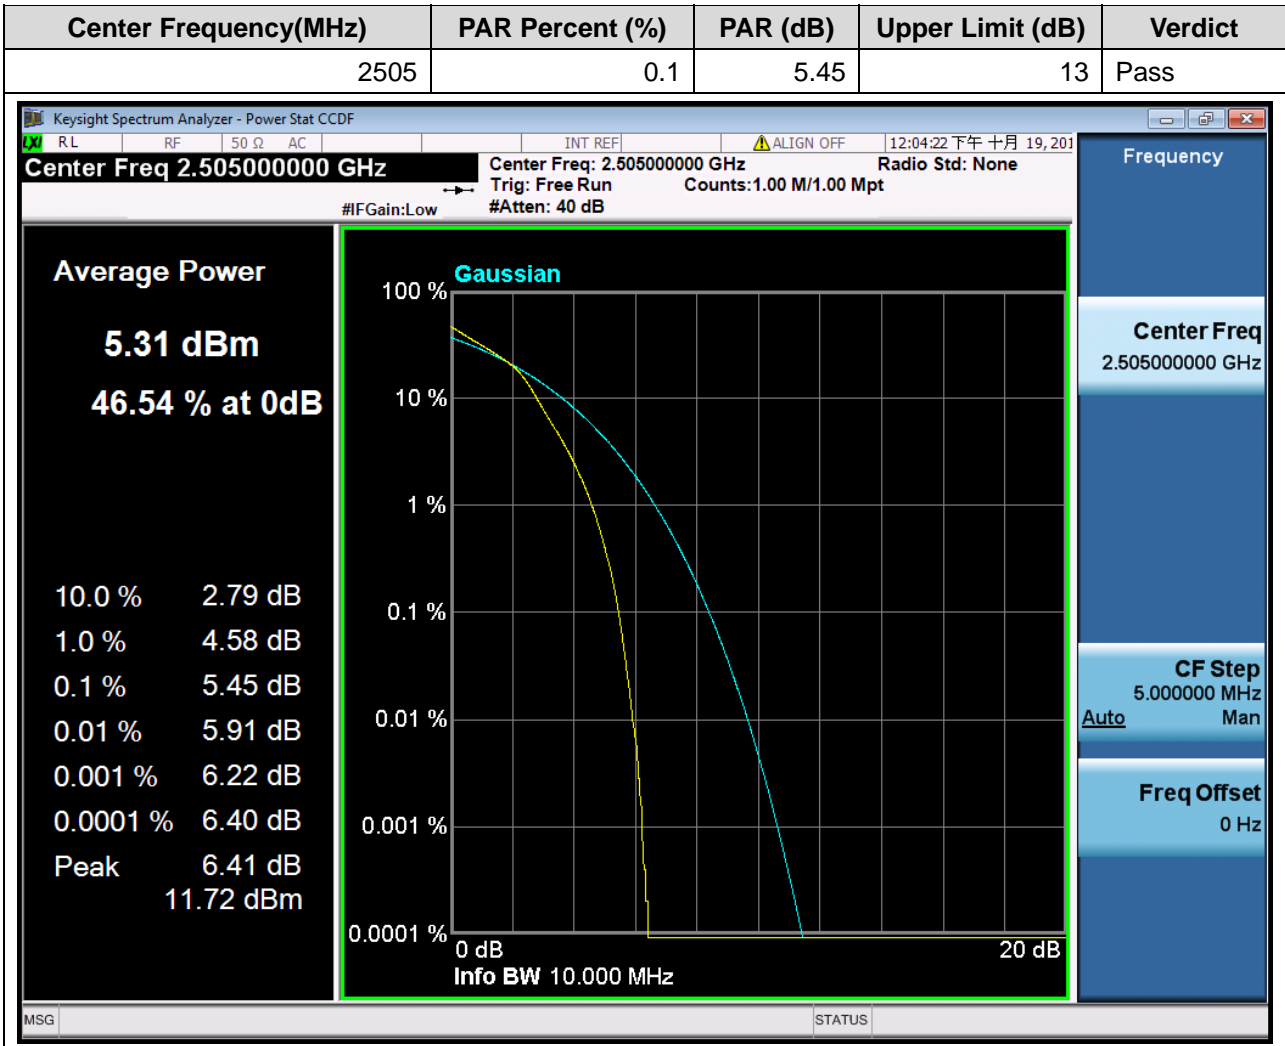 Center Frequency(MHz) PAR Percent (%) PAR (dB) Upper Limit (dB) Verdict
2505 0.1 5.45 13 Pass
Keysight Spectrum Analyzer - Power Stat CCDF
LXI RL RF 50 Ω AC INT REF ALIGN OFF 12:04:22 下午 十月 19, 201
Center Freq 2.505000000 GHz
Center Freq: 2.505000000 GHz Radio Std: None
Trig: Free Run Counts:1.00 M/1.00 Mpt
#IFGain:Low #Atten: 40 dB
Frequency
Average Power
5.31 dBm
46.54 % at 0dB
10.0 % 2.79 dB
1.0 % 4.58 dB
0.1 % 5.45 dB
0.01 % 5.91 dB
0.001 % 6.22 dB
0.0001 % 6.40 dB
Peak 6.41 dB
11.72 dBm
Gaussian
100 %
10 %
1 %
0.1 %
0.01 %
0.001 %
0.0001 %
0 dB 20 dB
Info BW 10.000 MHz
Center Freq
2.505000000 GHz
CF Step
5.000000 MHz
Auto Man
Freq Offset
0 Hz
MSG STATUS